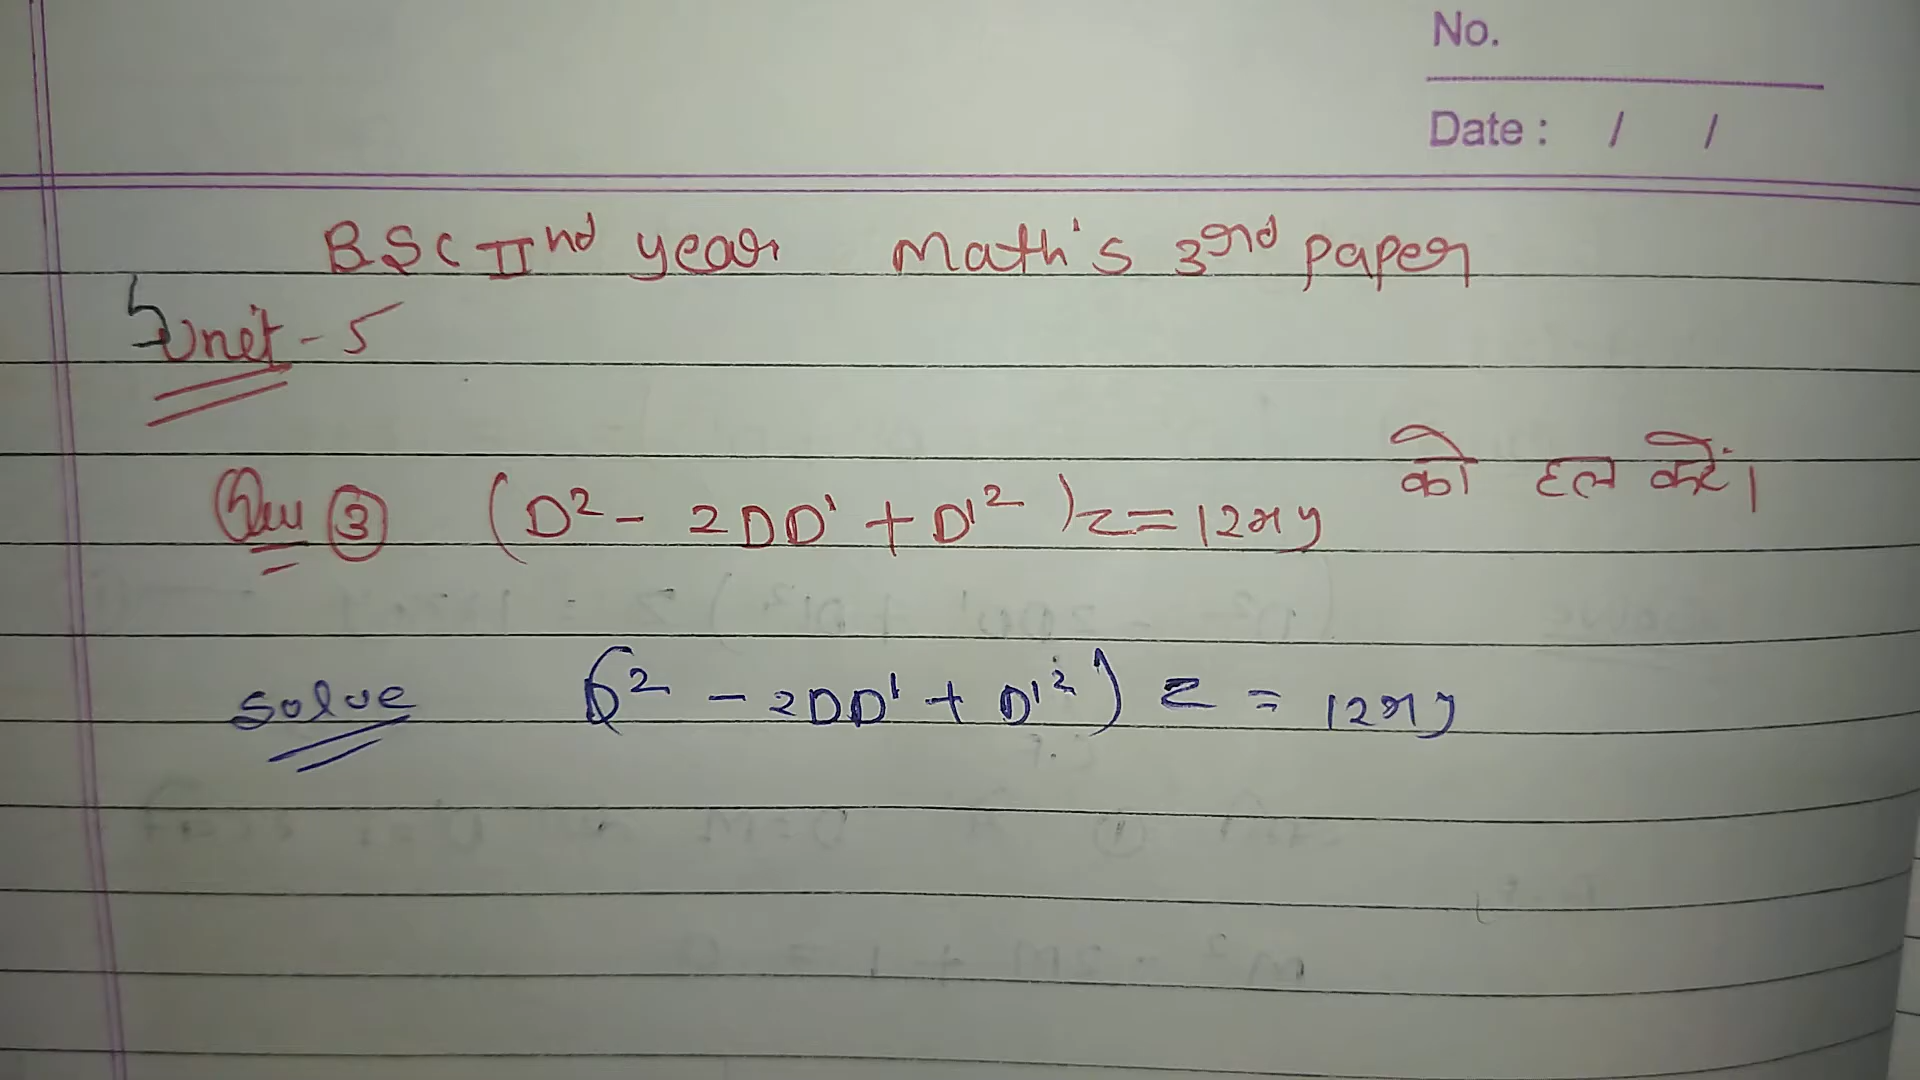 No.
Date : / /
BSC IInd year Math's 3rd paper
Unit - 5
Que ③ (D² - 2DD' + D'²)z = 12xy को हल करें।
Solve (D² - 2DD' + D'²) z = 12xy